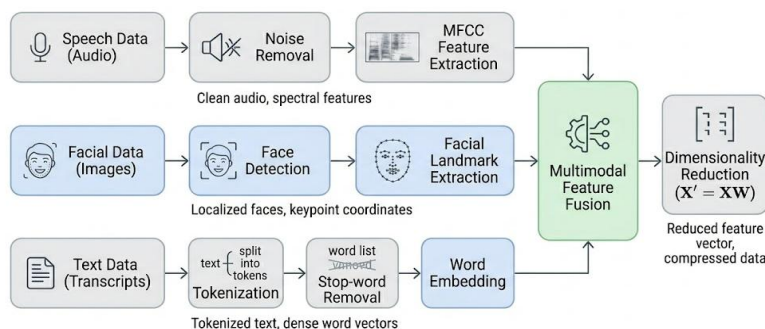 Speech Data
(Audio)
Noise
Removal
MFCC
Feature
Extraction
Clean audio, spectral features
Facial Data
(Images)
Face
Detection
Facial
Landmark
Extraction
Localized faces, keypoint coordinates
Multimodal
Feature
Fusion
Dimensionality
Reduction
(X′ = XW)
Reduced feature
vector,
compressed data
Text Data
(Transcripts)
split
text into
tokens
Tokenization
word list
Stop-word
Removal
Word
Embedding
Tokenized text, dense word vectors